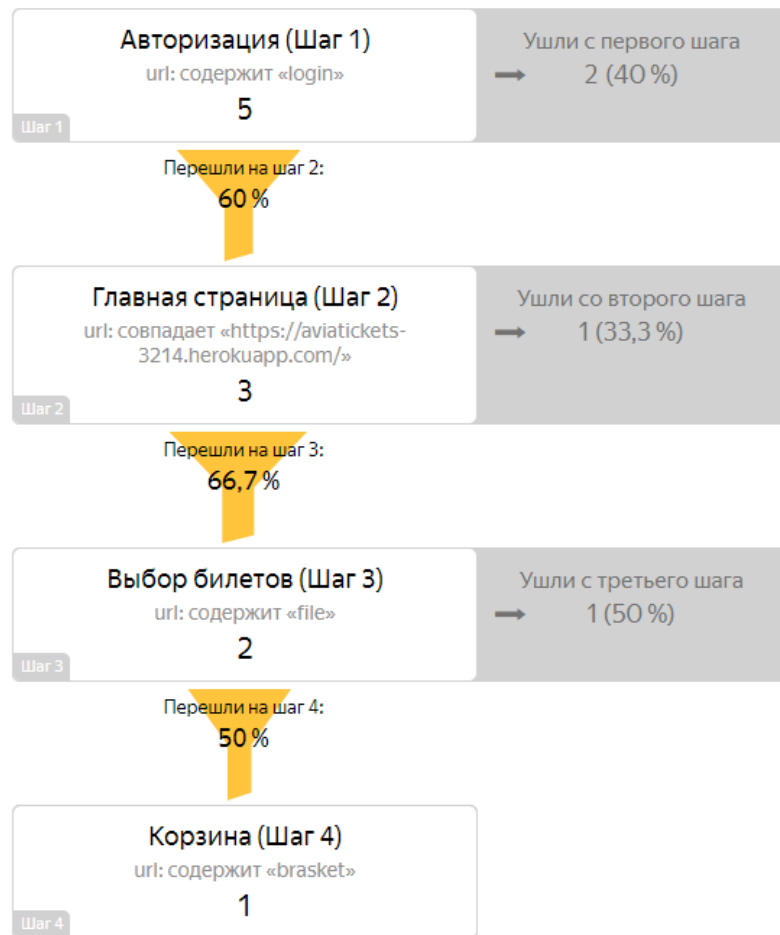 Авторизация (Шаг 1)
url: содержит «login»
5
Шаг 1
Ушли с первого шага
2 (40 %)
Перешли на шаг 2:
60 %
Главная страница (Шаг 2)
url: совпадает «https://aviatickets-
3214.herokuapp.com/»
3
Шаг 2
Ушли со второго шага
1 (33,3 %)
Перешли на шаг 3:
66,7 %
Выбор билетов (Шаг 3)
url: содержит «file»
2
Шаг 3
Ушли с третьего шага
1 (50 %)
Перешли на шаг 4:
50 %
Корзина (Шаг 4)
url: содержит «brasket»
1
Шаг 4